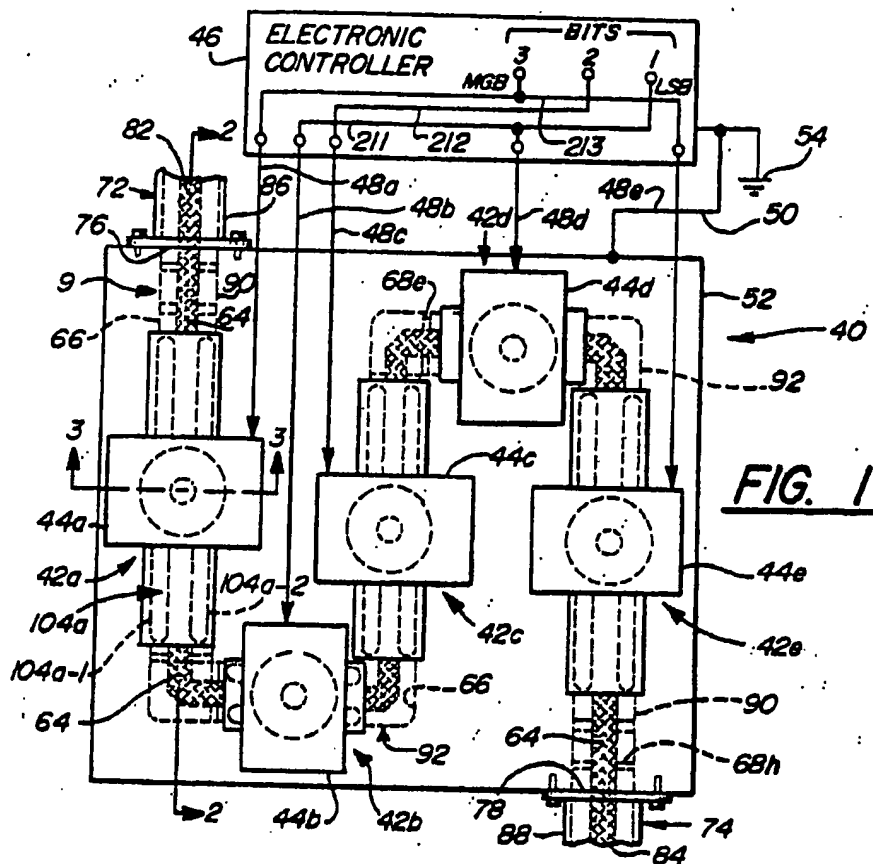 46
ELECTRONIC CONTROLLER
BITS
3 2 1
MGB
LSB
82
2
211
212
213
54
72
86
48a
48b
48c
42d
48d
48e
50
76
9
90
64
66
68e
44d
52
40
92
3
3
44c
FIG. 1
44a
42a
104a-2
104a
42c
44e
42e
104a-1
64
66
90
64
68h
92
78
2
44b
42b
88
84
74